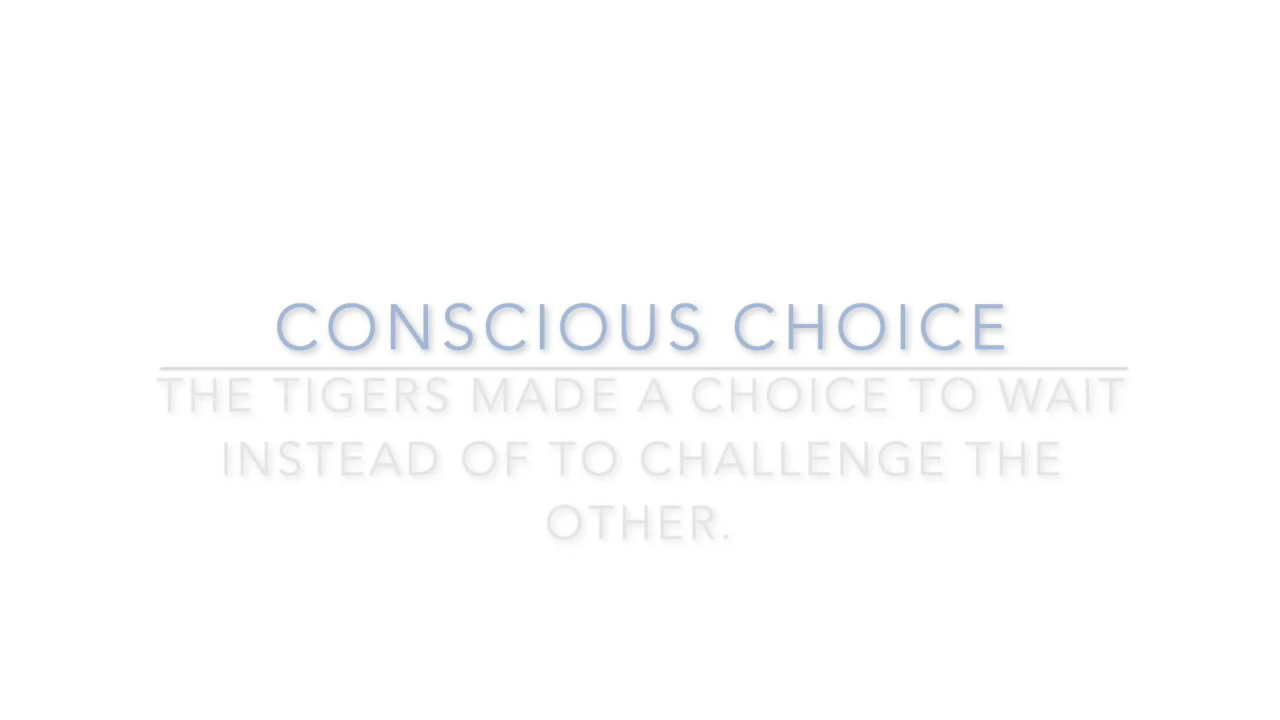 CONSCIOUS CHOICE
THE TIGERS MADE A CHOICE TO WAIT
INSTEAD OF TO CHALLENGE THE
OTHER.